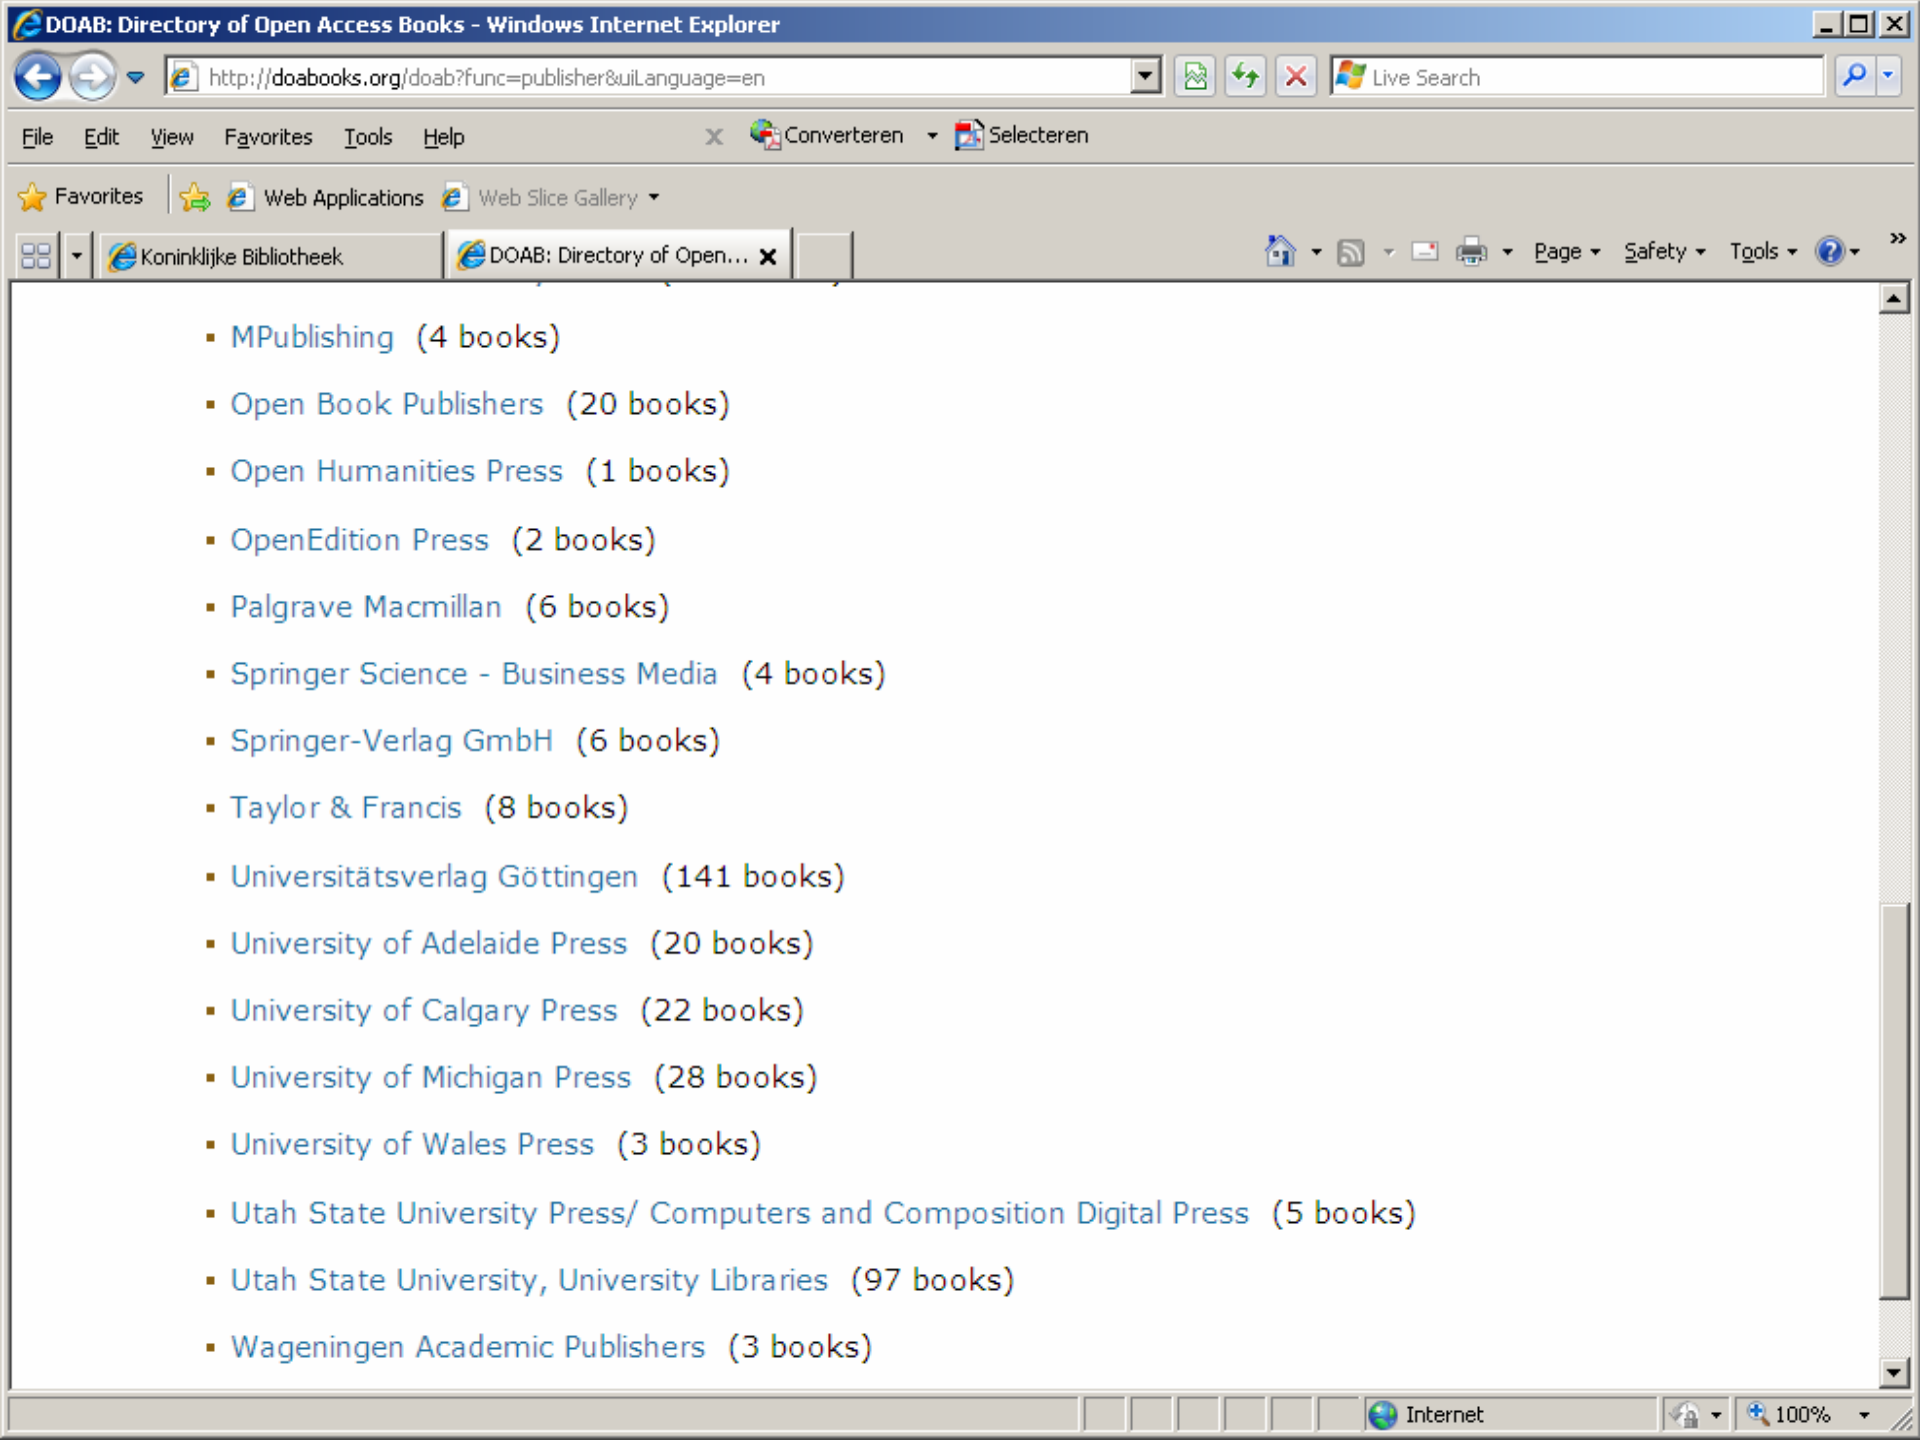 DOAB: Directory of Open Access Books - Windows Internet Explorer
http://doabooks.org/doab?func=publisher&uiLanguage=en
Live Search
File Edit View Favorites Tools Help x Converteren Selecteren
Favorites Web Applications Web Slice Gallery
Koninklijke Bibliotheek DOAB: Directory of Open... Page Safety Tools »
MPublishing (4 books)
Open Book Publishers (20 books)
Open Humanities Press (1 books)
OpenEdition Press (2 books)
Palgrave Macmillan (6 books)
Springer Science - Business Media (4 books)
Springer-Verlag GmbH (6 books)
Taylor & Francis (8 books)
Universitätsverlag Göttingen (141 books)
University of Adelaide Press (20 books)
University of Calgary Press (22 books)
University of Michigan Press (28 books)
University of Wales Press (3 books)
Utah State University Press/ Computers and Composition Digital Press (5 books)
Utah State University, University Libraries (97 books)
Wageningen Academic Publishers (3 books)
Internet 100%